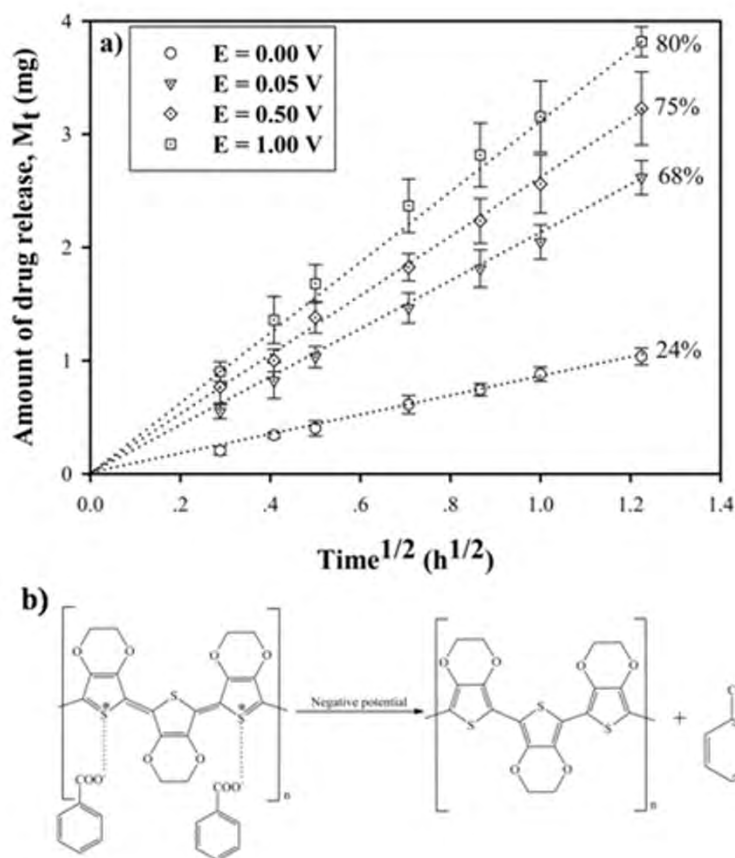 a)
E = 0.00 V
E = 0.05 V
E = 0.50 V
E = 1.00 V
80%
75%
68%
24%
Amount of drug release, Mt (mg)
4
3
2
1
0
0.0 .2 .4 .6 .8 1.0 1.2 1.4
Time1/2 (h1/2)
b)
O O O O
S
S S
O O
COO COO
n
Negative potential
O O O O
S
S S
O O
n
+
C